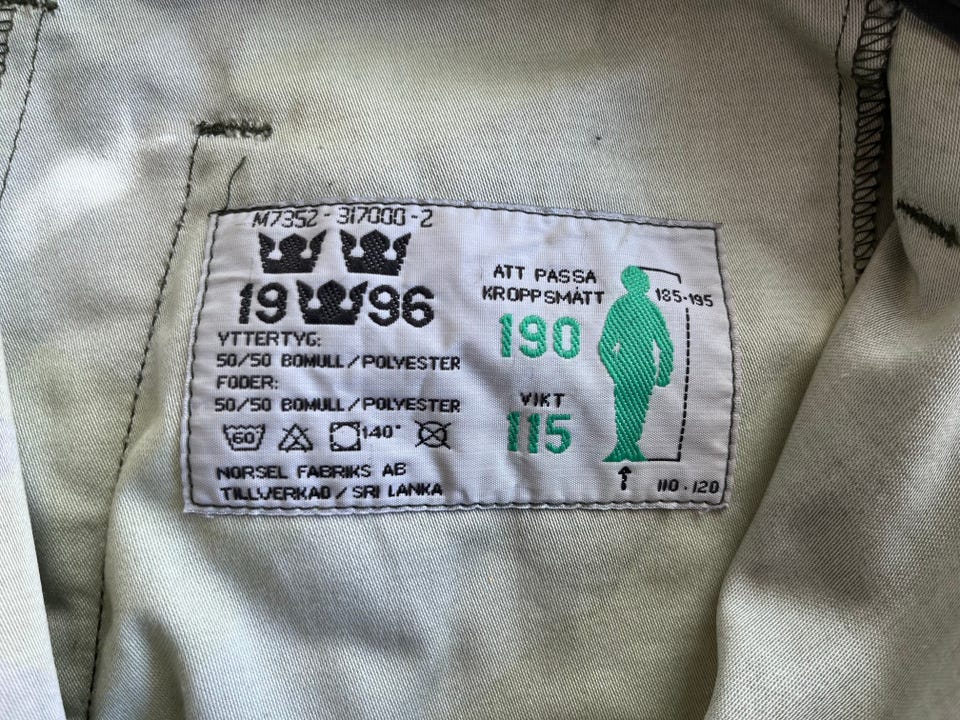 M7352-317000-2
1996
YTTERTYG:
50/50 BOMULL/POLYESTER
FODER:
50/50 BOMULL/POLYESTER
60 140°
NORSEL FABRIKS AB
TILLVERKAD/SRI LANKA
ATT PASSA
KROPPSMÅTT
190
185-195
VIKT
115
110-120